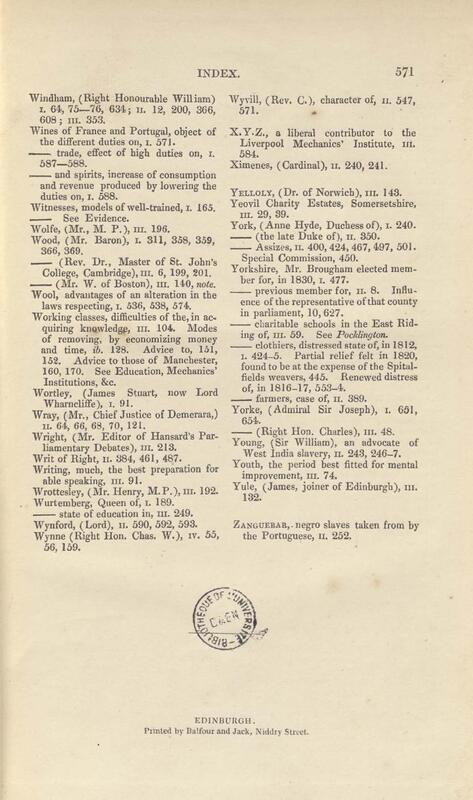 INDEX. 571
Windham, (Right Honourable William)
I. 64, 75—76, 634; II. 12, 200, 366,
608; III. 353.
Wines of France and Portugal, object of
the different duties on, I. 571.
—— trade, effect of high duties on, I.
587—588.
—— and spirits, increase of consumption
and revenue produced by lowering the
duties on, I. 588.
Witnesses, models of well-trained, I. 165.
—— See Evidence.
Wolfe, (Mr., M. P.), III. 196.
Wood, (Mr. Baron), I. 311, 358, 359,
366, 369.
—— (Rev. Dr., Master of St. John's
College, Cambridge), III. 6, 199, 201.
—— (Mr. W. of Boston), III. 140, note.
Wool, advantages of an alteration in the
laws respecting, I. 536, 538, 574.
Working classes, difficulties of the, in ac-
quiring knowledge, III. 104. Modes
of removing, by economizing money
and time, ib. 128. Advice to, 151,
152. Advice to those of Manchester,
160, 170. See Education, Mechanics'
Institutions, &c.
Wortley, (James Stuart, now Lord
Wharncliffe), I. 91.
Wray, (Mr., Chief Justice of Demerara,)
II. 64, 66, 68, 70, 121.
Wright, (Mr. Editor of Hansard's Par-
liamentary Debates), III. 213.
Writ of Right, II. 384, 461, 487.
Writing, much, the best preparation for
able speaking, III. 91.
Wrottesley, (Mr. Henry, M.P.), III. 192.
Wurtemberg, Queen of, I. 189.
—— state of education in, III. 249.
Wynford, (Lord), II. 590, 592, 593.
Wynne (Right Hon. Chas. W.), IV. 55,
56, 159.
Wyvill, (Rev. C.), character of, II. 547,
571.
X.Y.Z., a liberal contributor to the
Liverpool Mechanics' Institute, III.
584.
Ximenes, (Cardinal), II. 240, 241.
YELLOLY, (Dr. of Norwich), III. 143.
Yeovil Charity Estates, Somersetshire,
III. 29, 39.
York, (Anne Hyde, Duchess of), I. 240.
—— (the late Duke of), II. 350.
—— Assizes, II. 400, 424, 467, 497, 501.
Special Commission, 450.
Yorkshire, Mr. Brougham elected mem-
ber for, in 1830, I. 477.
—— previous member for, II. 8. Influ-
ence of the representative of that county
in parliament, 10, 627.
—— charitable schools in the East Rid-
ing of, III. 59. See Pocklington.
—— clothiers, distressed state of, in 1812,
I. 424-5. Partial relief felt in 1820,
found to be at the expense of the Spital-
fields weavers, 445. Renewed distress
of, in 1816-17, 553-4.
—— farmers, case of, II. 389.
Yorke, (Admiral Sir Joseph), I. 651,
654.
—— (Right Hon. Charles), III. 48.
Young, (Sir William), an advocate of
West India slavery, II. 243, 246-7.
Youth, the period best fitted for mental
improvement, III. 74.
Yule, (James, joiner of Edinburgh), III.
132.
ZANGUEBAR, negro slaves taken from by
the Portuguese, II. 252.
BIBLIOTHEQUE DE L'UNIVERSITE
CAEN
EDINBURGH.
Printed by Balfour and Jack, Niddry Street.